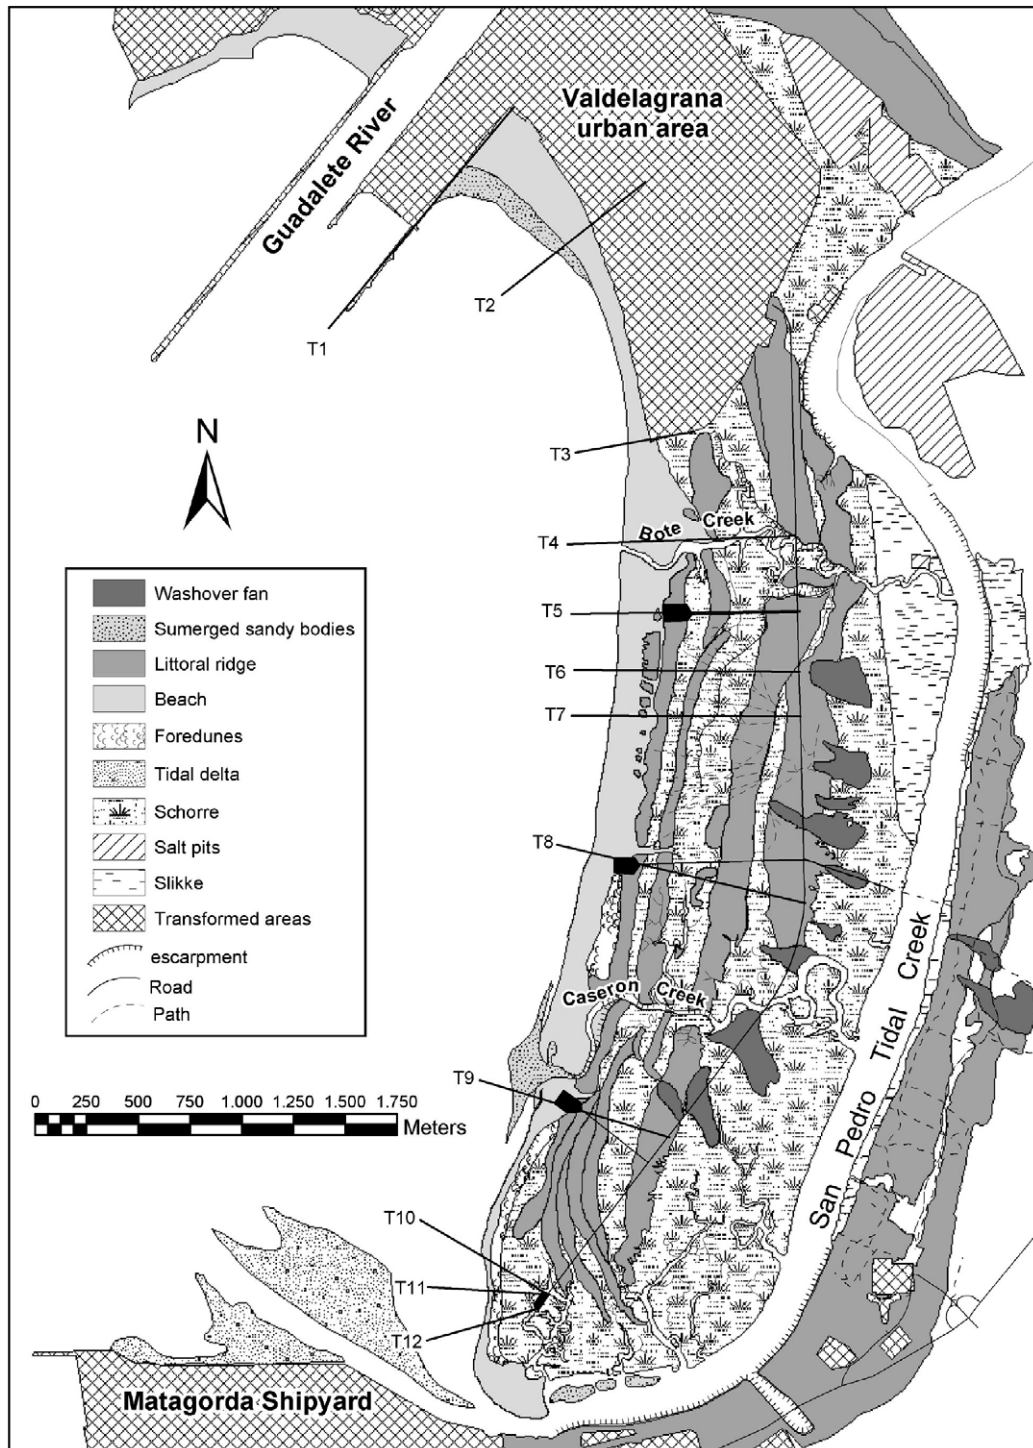 Valdelagrana
urban area
Guadalete River
T2
T1
N
T3
Bote Creek
T4
T5
T6
T7
T8
Washover fan
Sumerged sandy bodies
Littoral ridge
Beach
Foredunes
Tidal delta
Schorre
Salt pits
Slikke
Transformed areas
escarpment
Road
Path
Caseron Creek
San Pedro Tidal Creek
T9
0 250 500 750 1.000 1.250 1.500 1.750
Meters
T10
T11
T12
Matagorda Shipyard